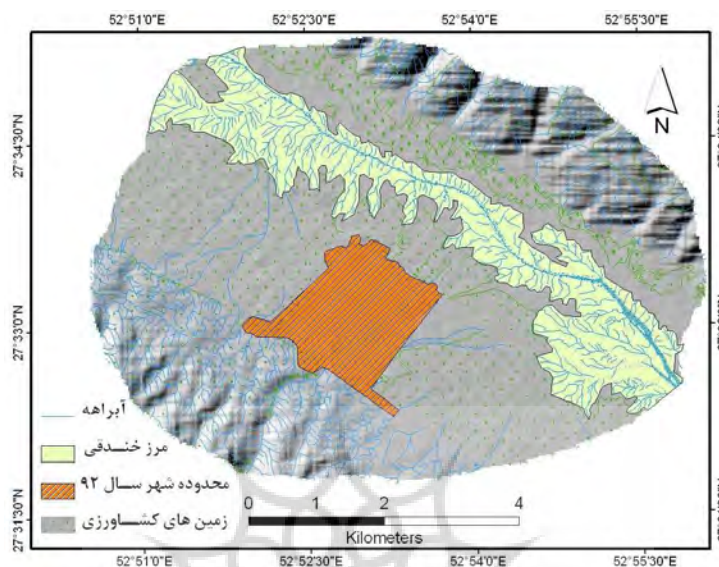 52°51'0"E 52°52'30"E 52°54'0"E 52°55'30"E
N
27°34'30"N
27°33'0"N
27°31'30"N
آبراهه
مرز خندقی
محدوده شهر سال ۹۲
زمین های کشاورزی
0 1 2 4
Kilometers
52°51'0"E 52°52'30"E 52°54'0"E 52°55'30"E